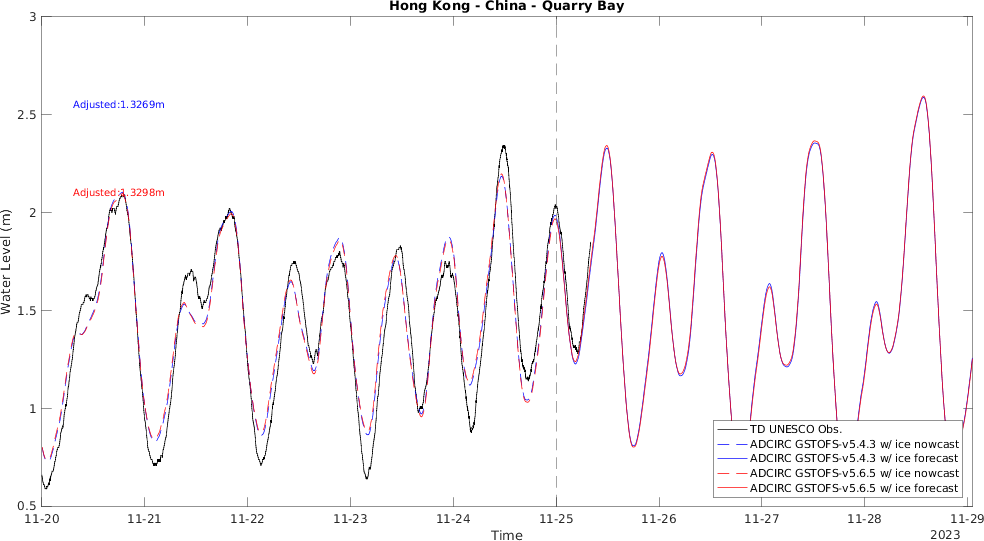 Hong Kong - China - Quarry Bay
Water Level (m)
3
2.5
2
1.5
1
0.5
Adjusted:1.3269m
Adjusted:1.3298m
TD UNESCO Obs.
ADCIRC GSTOFS-v5.4.3 w/ ice nowcast
ADCIRC GSTOFS-v5.4.3 w/ ice forecast
ADCIRC GSTOFS-v5.6.5 w/ ice nowcast
ADCIRC GSTOFS-v5.6.5 w/ ice forecast
11-20 11-21 11-22 11-23 11-24 11-25 11-26 11-27 11-28 11-29
Time
2023